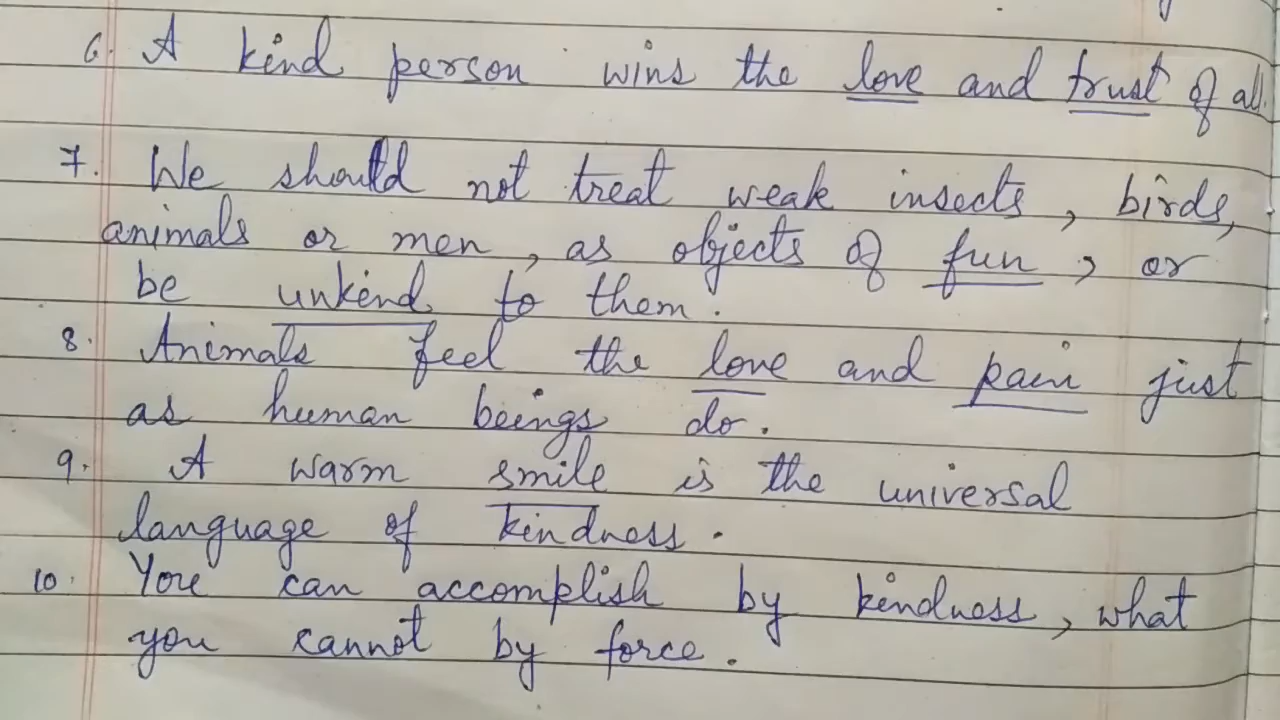 6. A kind person wins the love and trust of all.
7. We should not treat weak insects, birds,
animals or men, as objects of fun, or
be unkind to them.
8. Animals feel the love and pain just
as human beings do.
9. A warm smile is the universal
language of kindness.
10. You can accomplish by kindness, what
you cannot by force.